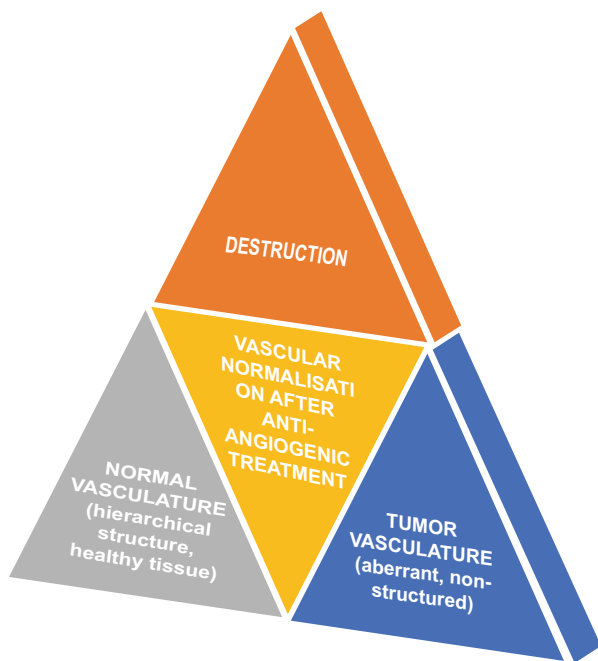 DESTRUCTION
VASCULAR
NORMALISATI
ON AFTER
ANTI-
ANGIOGENIC
TREATMENT
NORMAL
VASCULATURE
(hierarchical
structure,
healthy tissue)
TUMOR
VASCULATURE
(aberrant, non-
structured)